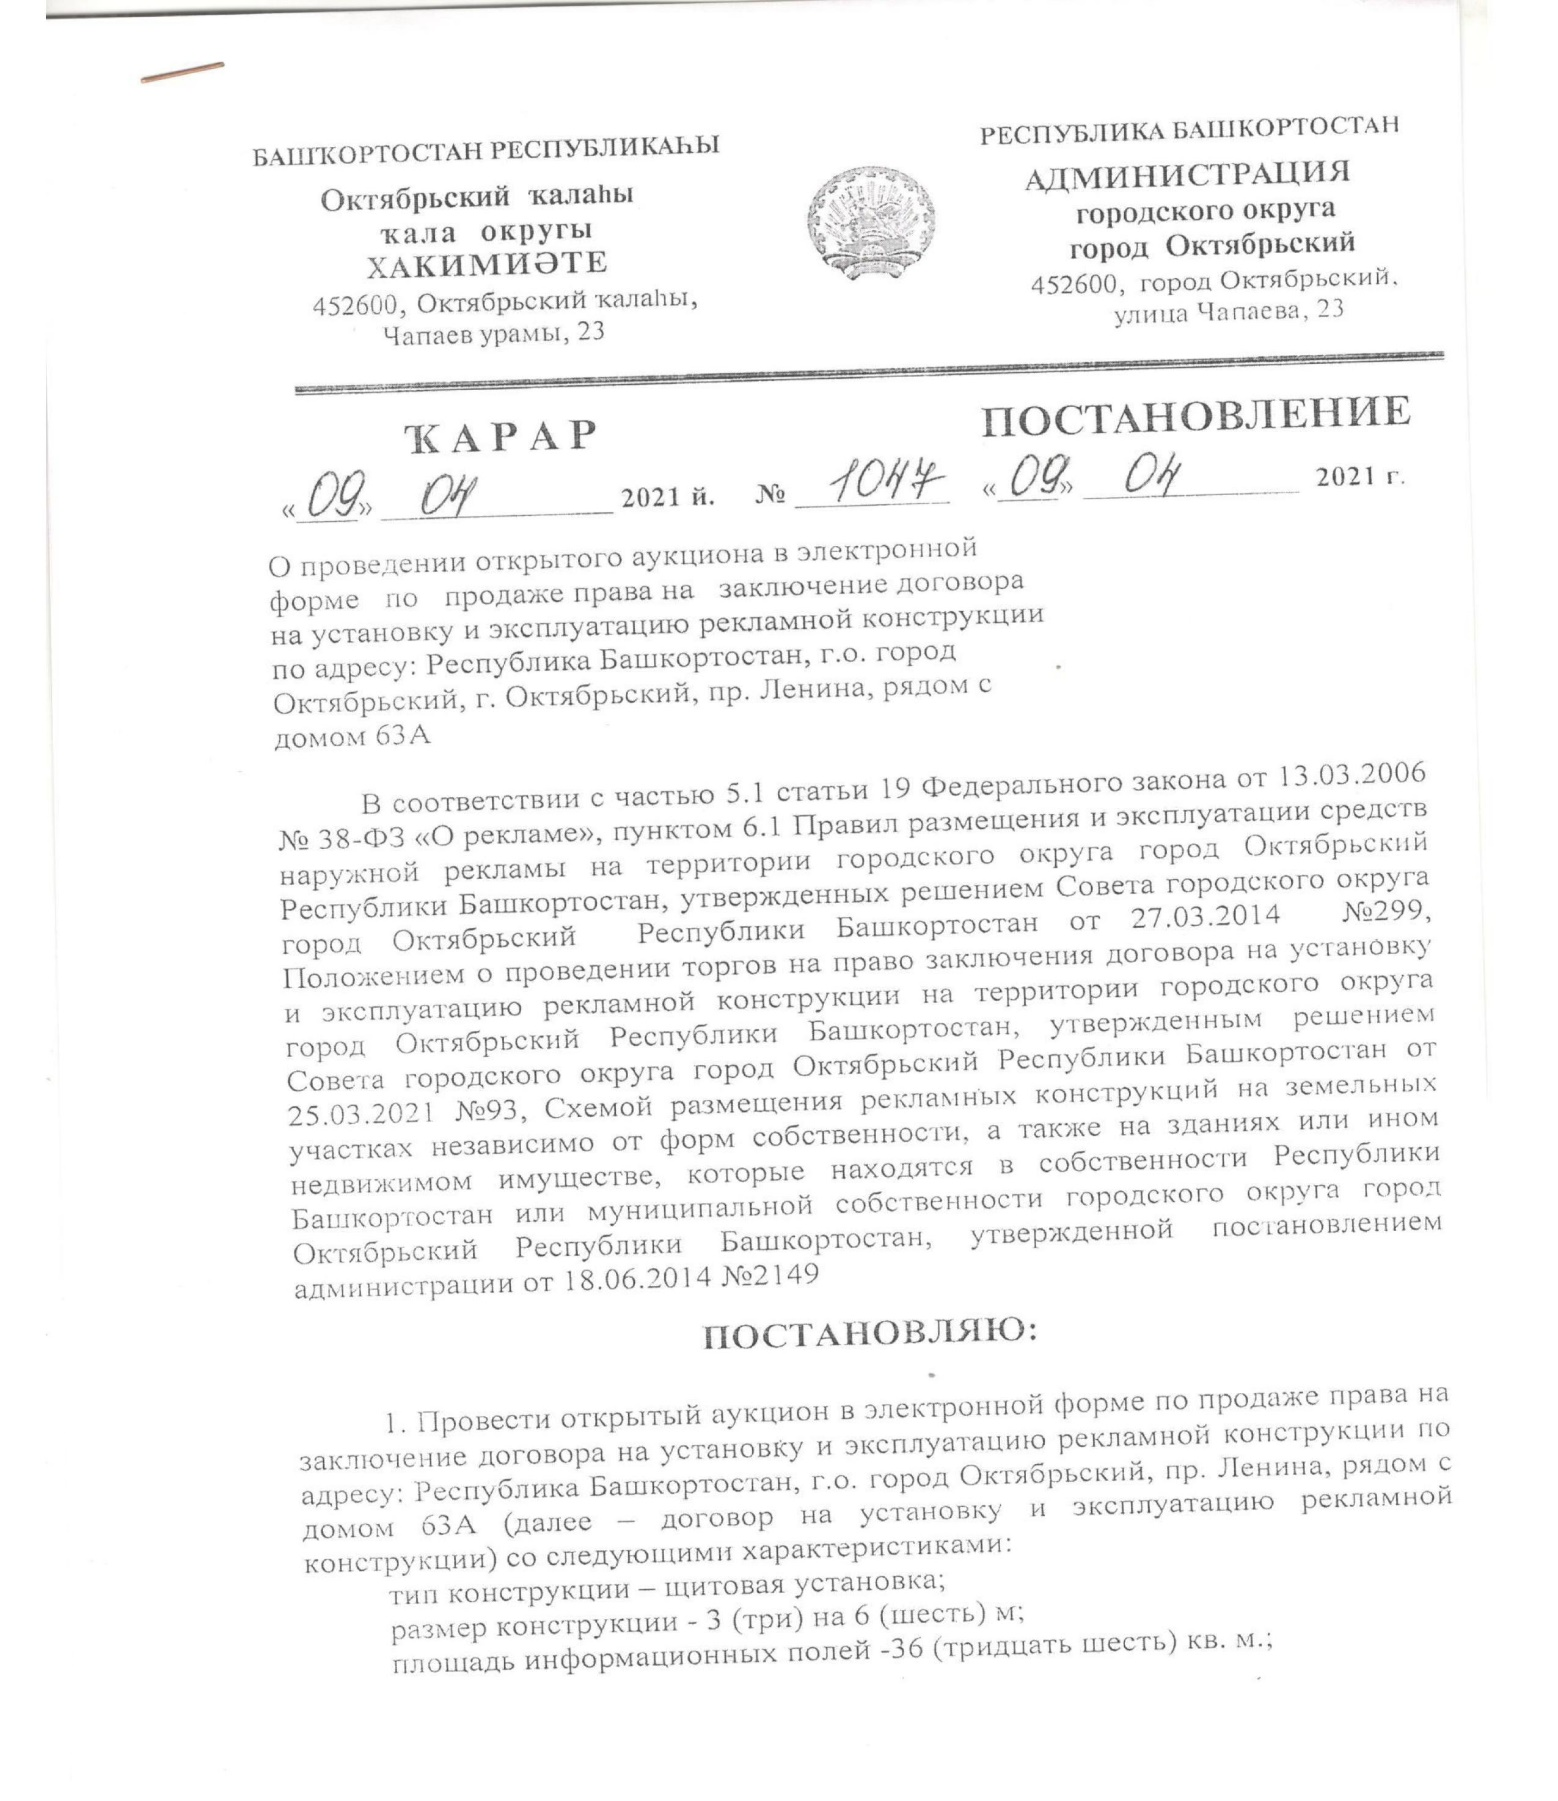 БАШҠОРТОСТАН РЕСПУБЛИКАҺЫ
Октябрьский ҡалаһы
ҡала округы
ХАКИМИӘТЕ
452600, Октябрьский ҡалаһы,
Чапаев урамы, 23
РЕСПУБЛИКА БАШКОРТОСТАН
АДМИНИСТРАЦИЯ
городского округа
город Октябрьский
452600, город Октябрьский,
улица Чапаева, 23
ҠАРАР
ПОСТАНОВЛЕНИЕ
«09» 04 2021 й. № 1047 «09» 04 2021 г.
О проведении открытого аукциона в электронной
форме по продаже права на заключение договора
на установку и эксплуатацию рекламной конструкции
по адресу: Республика Башкортостан, г.о. город
Октябрьский, г. Октябрьский, пр. Ленина, рядом с
домом 63А
В соответствии с частью 5.1 статьи 19 Федерального закона от 13.03.2006
№ 38-ФЗ «О рекламе», пунктом 6.1 Правил размещения и эксплуатации средств
наружной рекламы на территории городского округа город Октябрьский
Республики Башкортостан, утвержденных решением Совета городского округа
город Октябрьский Республики Башкортостан от 27.03.2014 №299,
Положением о проведении торгов на право заключения договора на установку
и эксплуатацию рекламной конструкции на территории городского округа
город Октябрьский Республики Башкортостан, утвержденным решением
Совета городского округа город Октябрьский Республики Башкортостан от
25.03.2021 №93, Схемой размещения рекламных конструкций на земельных
участках независимо от форм собственности, а также на зданиях или ином
недвижимом имуществе, которые находятся в собственности Республики
Башкортостан или муниципальной собственности городского округа город
Октябрьский Республики Башкортостан, утвержденной постановлением
администрации от 18.06.2014 №2149
ПОСТАНОВЛЯЮ:
1. Провести открытый аукцион в электронной форме по продаже права на
заключение договора на установку и эксплуатацию рекламной конструкции по
адресу: Республика Башкортостан, г.о. город Октябрьский, пр. Ленина, рядом с
домом 63А (далее – договор на установку и эксплуатацию рекламной
конструкции) со следующими характеристиками:
тип конструкции – щитовая установка;
размер конструкции - 3 (три) на 6 (шесть) м;
площадь информационных полей -36 (тридцать шесть) кв. м.;